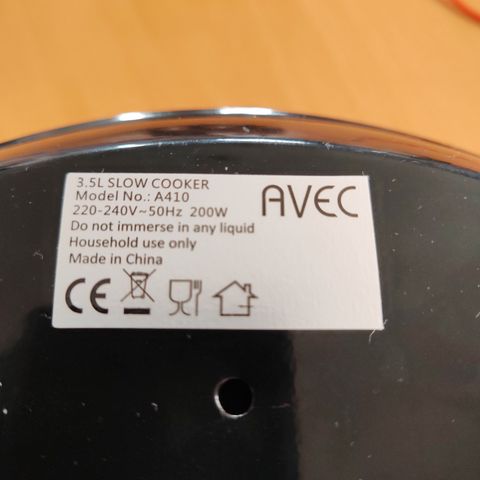 3.5L SLOW COOKER
Model No.: A410
220-240V~50Hz 200W
Do not immerse in any liquid
Household use only
Made in China
AVEC
CE